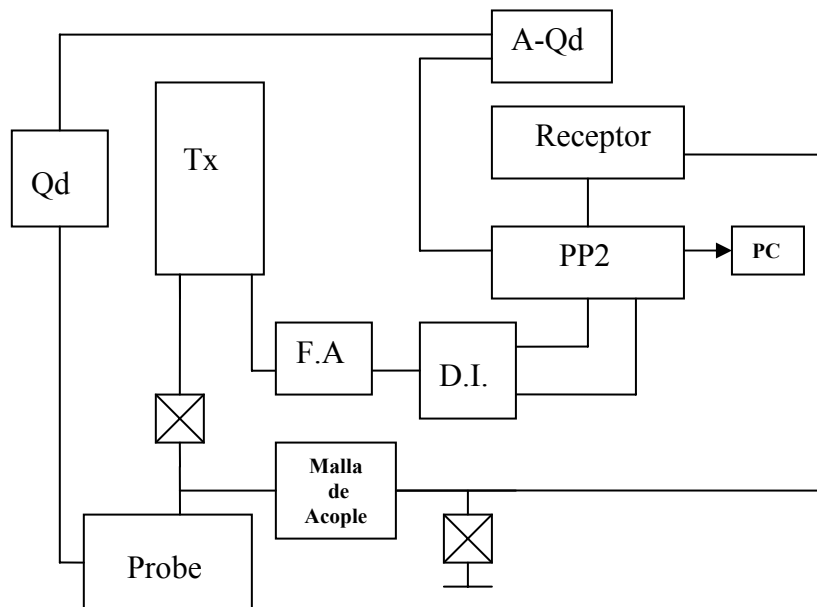 A-Qd
Receptor
Tx
Qd
PP2
PC
F.A
D.I.
Malla
de
Acople
Probe